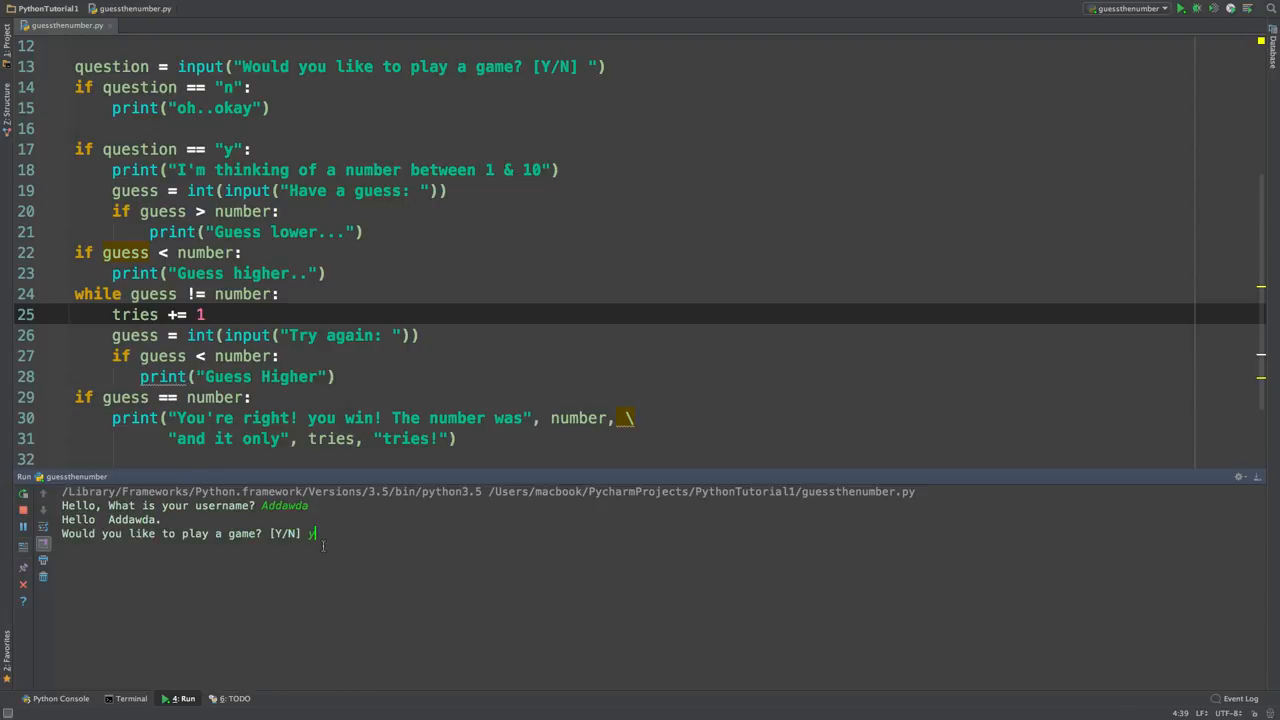 PythonTutorial1 guessthenumber.py guessthenumber
guessthenumber.py
1: Project
Z: Structure
2: Favorites
Database
12
13 question = input("Would you like to play a game? [Y/N] ")
14 if question == "n":
15 print("oh..okay")
16
17 if question == "y":
18 print("I'm thinking of a number between 1 & 10")
19 guess = int(input("Have a guess: "))
20 if guess > number:
21 print("Guess lower...")
22 if guess < number:
23 print("Guess higher..")
24 while guess != number:
25 tries += 1
26 guess = int(input("Try again: "))
27 if guess < number:
28 print("Guess Higher")
29 if guess == number:
30 print("You're right! you win! The number was", number, \
31 "and it only", tries, "tries!")
32
Run guessthenumber
/Library/Frameworks/Python.framework/Versions/3.5/bin/python3.5 /Users/macbook/PycharmProjects/PythonTutorial1/guessthenumber.py
Hello, What is your username? Addawda
Hello  Addawda.
Would you like to play a game? [Y/N] y
Python Console Terminal 4: Run 6: TODO Event Log
4:39 LF÷ UTF-8÷